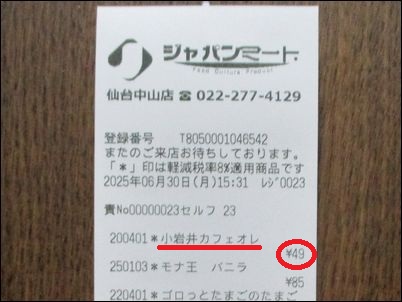 ジャパンミート
Food Culture Product
仙台中山店 ☎ 022-277-4129
登録番号 T8050001046542
またのご来店お待ちしております。
「*」印は軽減税率8%適用商品です
2025年06月30日(月)15:31 レジ0023
責No00000023セルフ 23
200401*小岩井カフェオレ
¥49
250103*モナ王 バニラ
¥85
220401*ゴロっとたまごのたまご